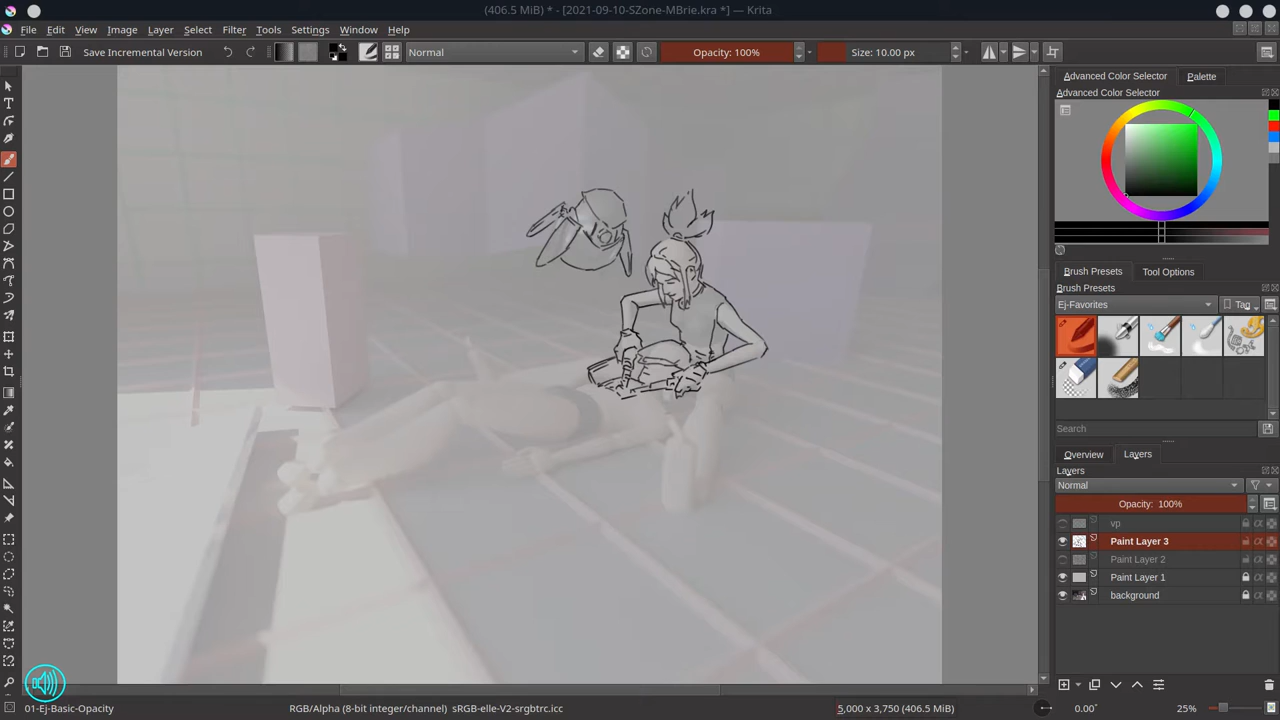 (406.5 MiB) * - [2021-09-10-SZone-MBrie.kra *] — Krita
File Edit View Image Layer Select Filter Tools Settings Window Help
Save Incremental Version Normal Opacity: 100% Size: 10.00 px
Advanced Color Selector Palette
Advanced Color Selector
Brush Presets Tool Options
Brush Presets
Ej-Favorites Tag
Search
Overview Layers
Layers
Normal
Opacity: 100%
vp
Paint Layer 3
Paint Layer 2
Paint Layer 1
background
01-Ej-Basic-Opacity RGB/Alpha (8-bit integer/channel) sRGB-elle-V2-srgbtrc.icc 5,000 x 3,750 (406.5 MiB) 0.00° 25%